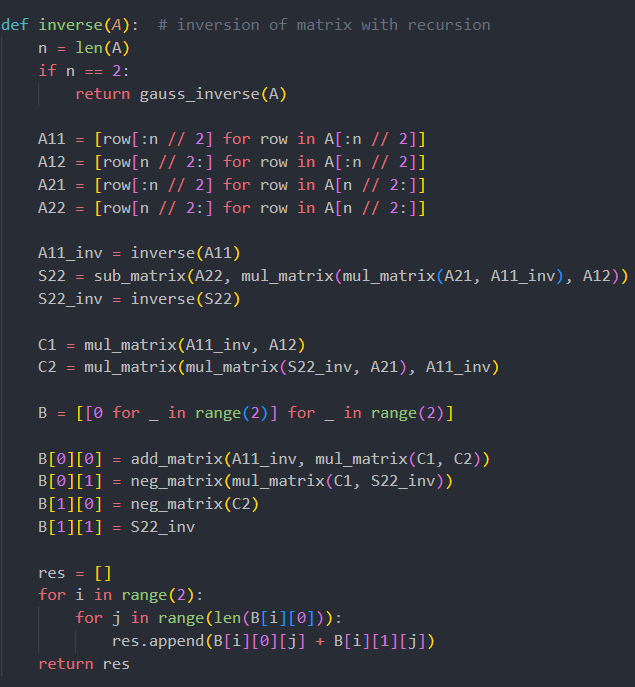 def inverse(A):  # inversion of matrix with recursion
    n = len(A)
    if n == 2:
        return gauss_inverse(A)

    A11 = [row[:n // 2] for row in A[:n // 2]]
    A12 = [row[n // 2:] for row in A[:n // 2]]
    A21 = [row[:n // 2] for row in A[n // 2:]]
    A22 = [row[n // 2:] for row in A[n // 2:]]

    A11_inv = inverse(A11)
    S22 = sub_matrix(A22, mul_matrix(mul_matrix(A21, A11_inv), A12))
    S22_inv = inverse(S22)

    C1 = mul_matrix(A11_inv, A12)
    C2 = mul_matrix(mul_matrix(S22_inv, A21), A11_inv)

    B = [[0 for _ in range(2)] for _ in range(2)]

    B[0][0] = add_matrix(A11_inv, mul_matrix(C1, C2))
    B[0][1] = neg_matrix(mul_matrix(C1, S22_inv))
    B[1][0] = neg_matrix(C2)
    B[1][1] = S22_inv

    res = []
    for i in range(2):
        for j in range(len(B[i][0])):
            res.append(B[i][0][j] + B[i][1][j])
    return res